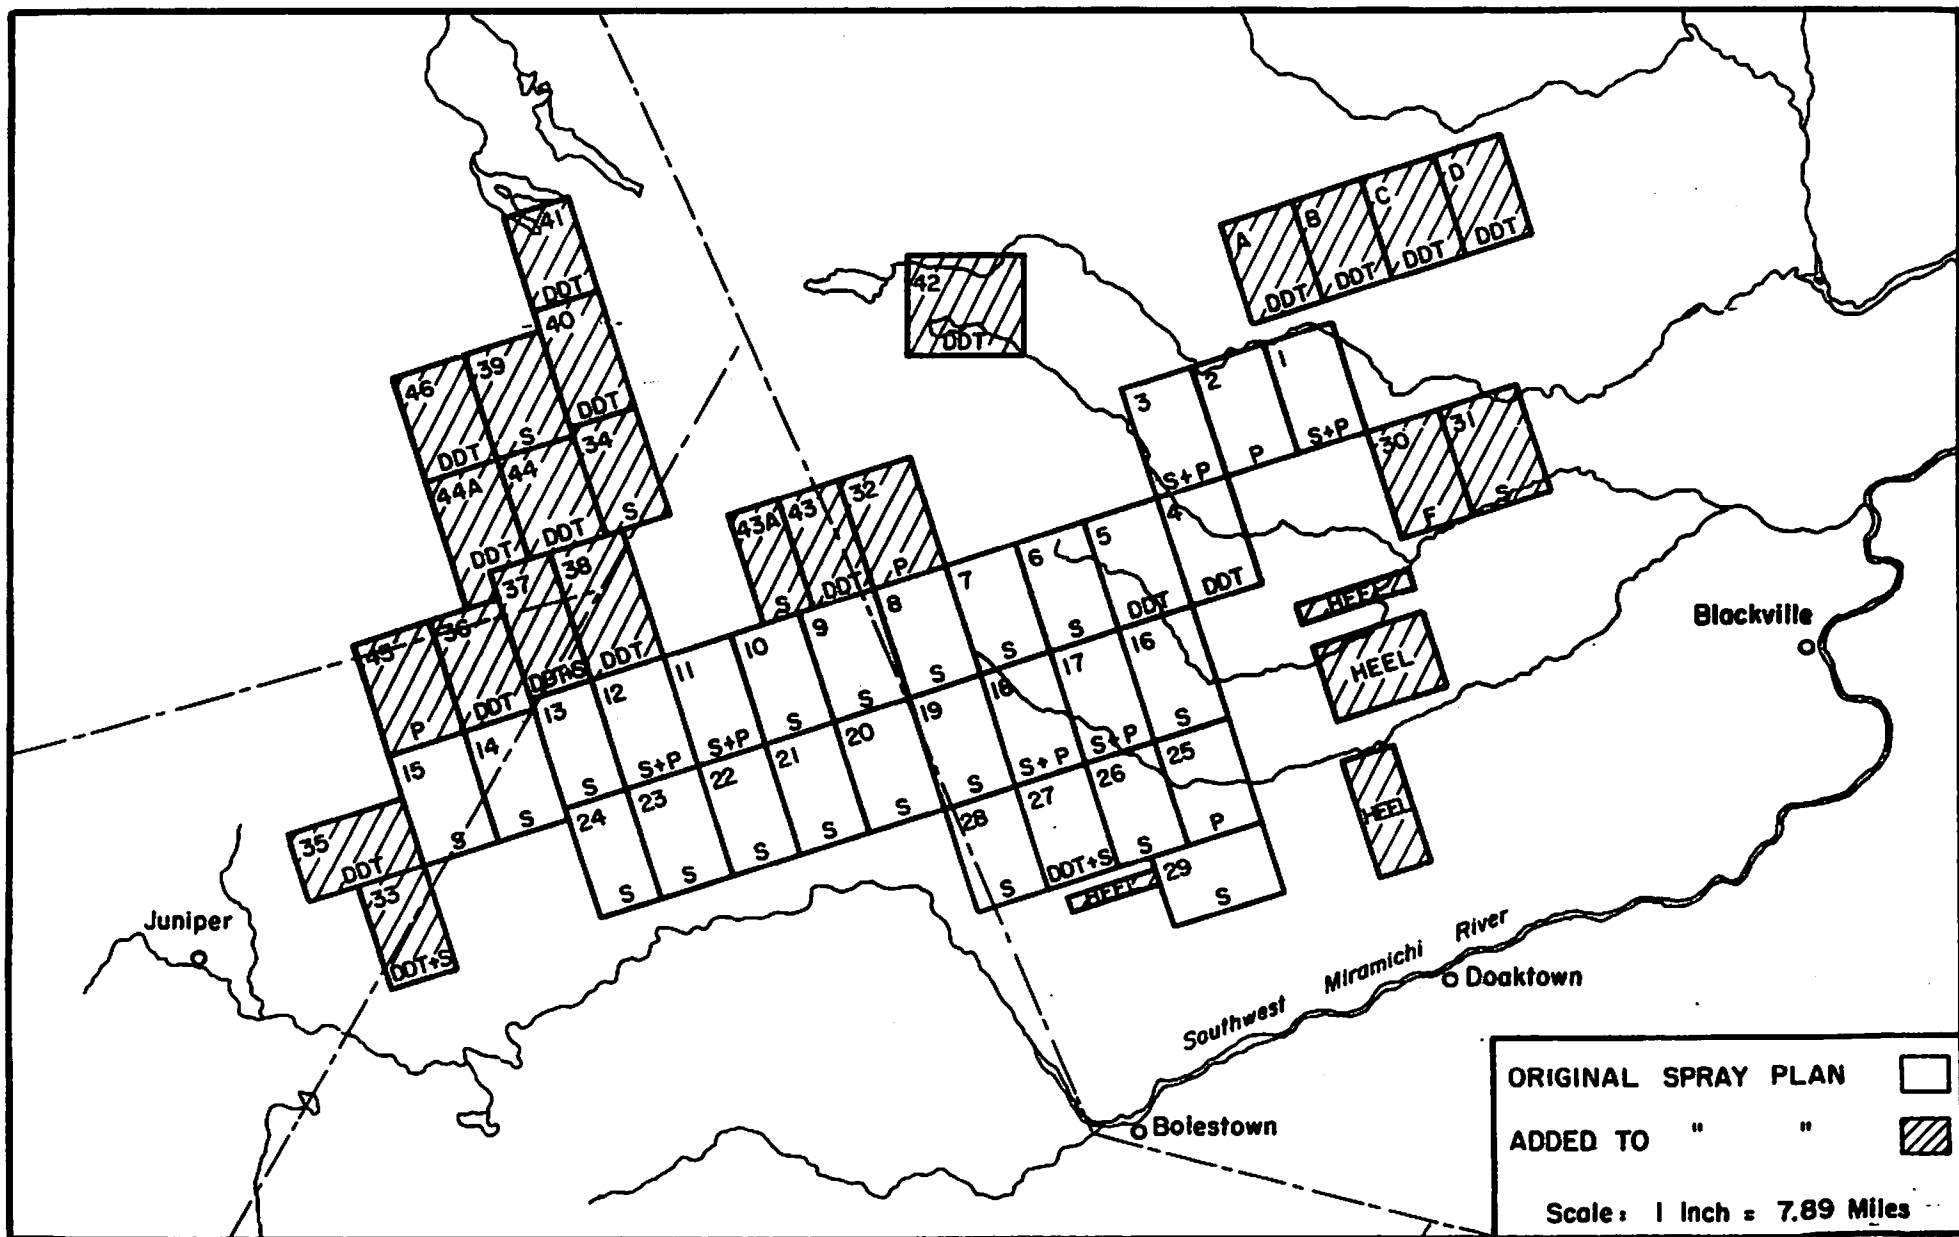 A
B
C
D
DDT
DDT
DDT
DDT
41
DDT
42
DDT
40
DDT
46
DDT
39
S
44A
DDT
44
DDT
34
S
3
S+P
2
P
1
S+P
30
F
31
S
43A
S
43
DDT
32
P
37
DDT+S
38
DDT
45
P
36
DDT
4
DDT
5
DDT
6
S
7
S
8
S
9
S
10
S
11
S+P
12
S+P
13
S
14
S
15
S
16
S
17
S+P
18
S+P
19
S
20
S
21
S
22
S
23
S
24
S
25
P
26
S
27
DDT+S
28
S
29
S
35
DDT
33
DDT+S
HEEL
HEEL
HEEL
HEEL
Blackville
Juniper
Southwest Miramichi River
Doaktown
Boiestown
ORIGINAL SPRAY PLAN
ADDED TO " "
Scale: 1 Inch = 7.89 Miles